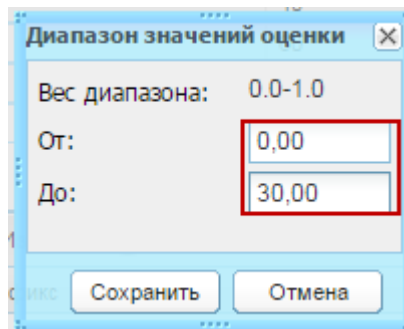 Диапазон значений оценки
Вес диапазона: 0.0-1.0
От: 0,00
До: 30,00
Сохранить Отмена